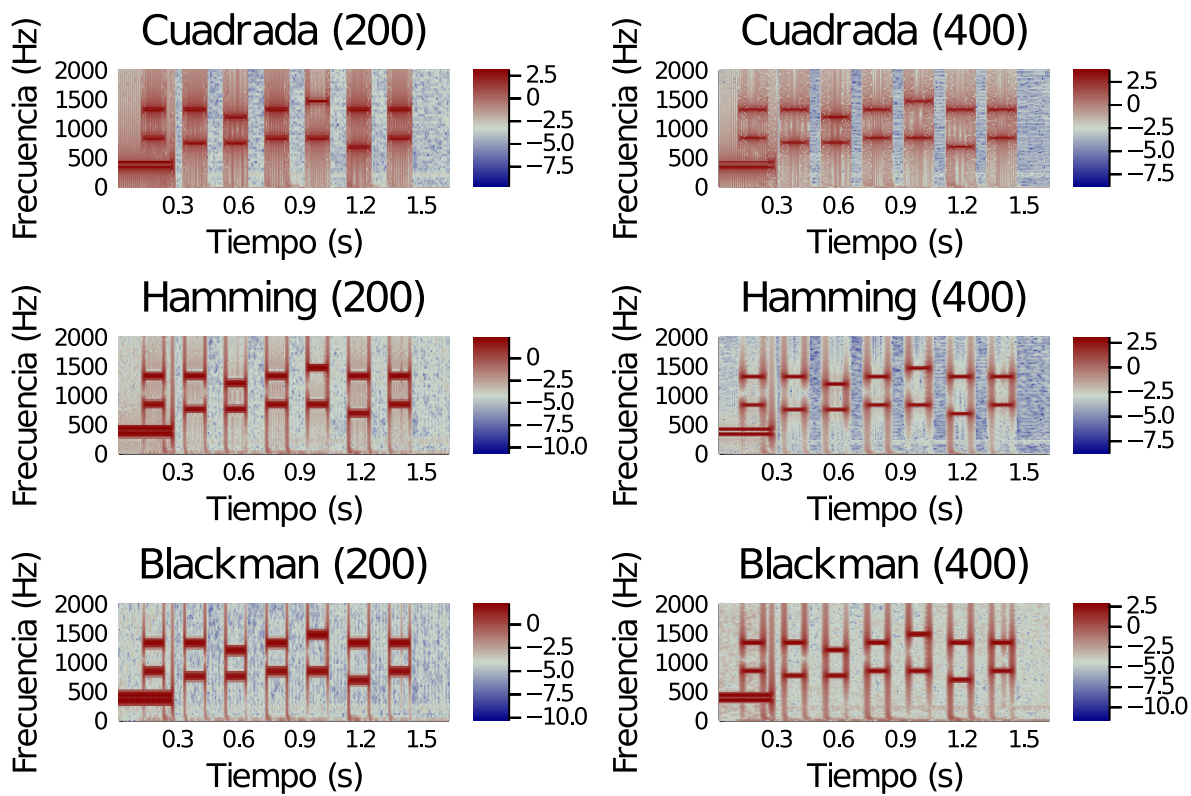 Cuadrada (200)
Frecuencia (Hz)
2000
1500
1000
500
0
0.3 0.6 0.9 1.2 1.5
Tiempo (s)
2.5
0
−2.5
−5.0
−7.5
Cuadrada (400)
Frecuencia (Hz)
2000
1500
1000
500
0
0.3 0.6 0.9 1.2 1.5
Tiempo (s)
2.5
0
−2.5
−5.0
−7.5
Hamming (200)
Frecuencia (Hz)
2000
1500
1000
500
0
0.3 0.6 0.9 1.2 1.5
Tiempo (s)
0
−2.5
−5.0
−7.5
−10.0
Hamming (400)
Frecuencia (Hz)
2000
1500
1000
500
0
0.3 0.6 0.9 1.2 1.5
Tiempo (s)
2.5
0
−2.5
−5.0
−7.5
Blackman (200)
Frecuencia (Hz)
2000
1500
1000
500
0
0.3 0.6 0.9 1.2 1.5
Tiempo (s)
0
−2.5
−5.0
−7.5
−10.0
Blackman (400)
Frecuencia (Hz)
2000
1500
1000
500
0
0.3 0.6 0.9 1.2 1.5
Tiempo (s)
2.5
0
−2.5
−5.0
−7.5
−10.0